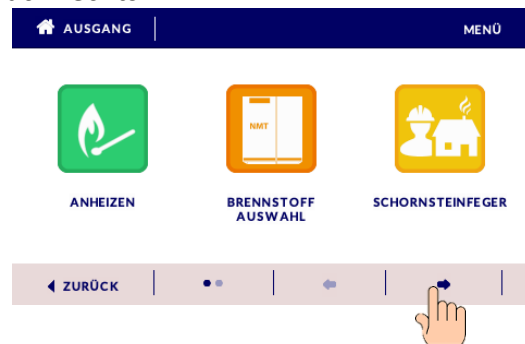 AUSGANG
MENÜ
NMT
ANHEIZEN
BRENNSTOFF
AUSWAHL
SCHORNSTEINFEGER
ZURÜCK